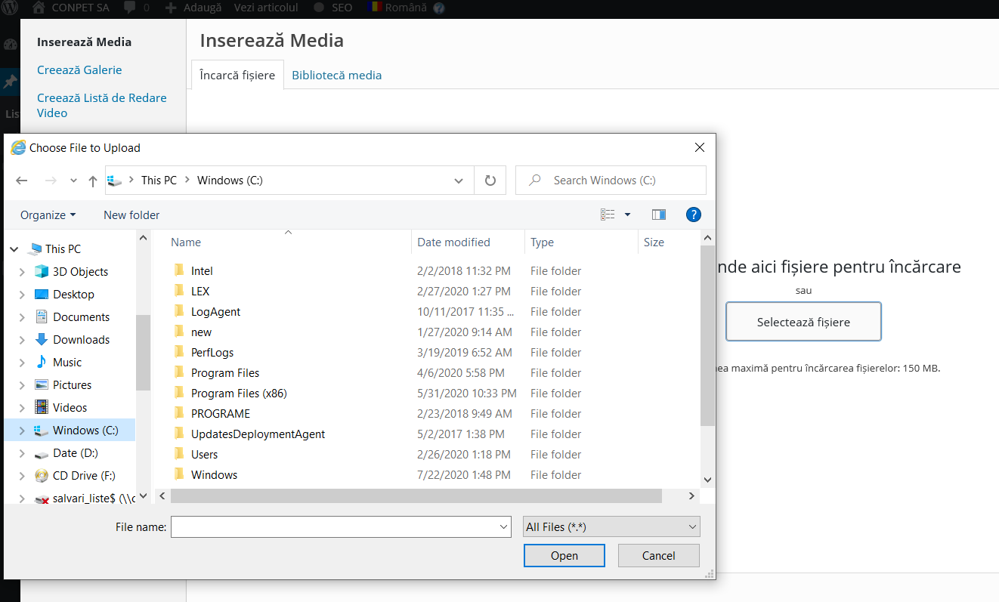 CONPET SA 0 Adaugă Vezi articolul SEO Română ?
Inserează Media
Creează Galerie
Creează Listă de Redare
Video
Lis
Inserează Media
Încarcă fișiere Bibliotecă media
nde aici fișiere pentru încărcare
sau
Selectează fișiere
ea maximă pentru încărcarea fișierelor: 150 MB.
Choose File to Upload
This PC Windows (C:) Search Windows (C:)
Organize New folder ?
This PC
3D Objects
Desktop
Documents
Downloads
Music
Pictures
Videos
Windows (C:)
Date (D:)
CD Drive (F:)
salvari_liste$ (\\c
Name Date modified Type Size
Intel 2/2/2018 11:32 PM File folder
LEX 2/27/2020 1:27 PM File folder
LogAgent 10/11/2017 11:35 ... File folder
new 1/27/2020 9:14 AM File folder
PerfLogs 3/19/2019 6:52 AM File folder
Program Files 4/6/2020 5:58 PM File folder
Program Files (x86) 5/31/2020 10:33 PM File folder
PROGRAME 2/23/2018 9:49 AM File folder
UpdatesDeploymentAgent 5/2/2017 1:38 PM File folder
Users 2/26/2020 1:18 PM File folder
Windows 7/22/2020 1:48 PM File folder
File name: All Files (*.*)
Open Cancel